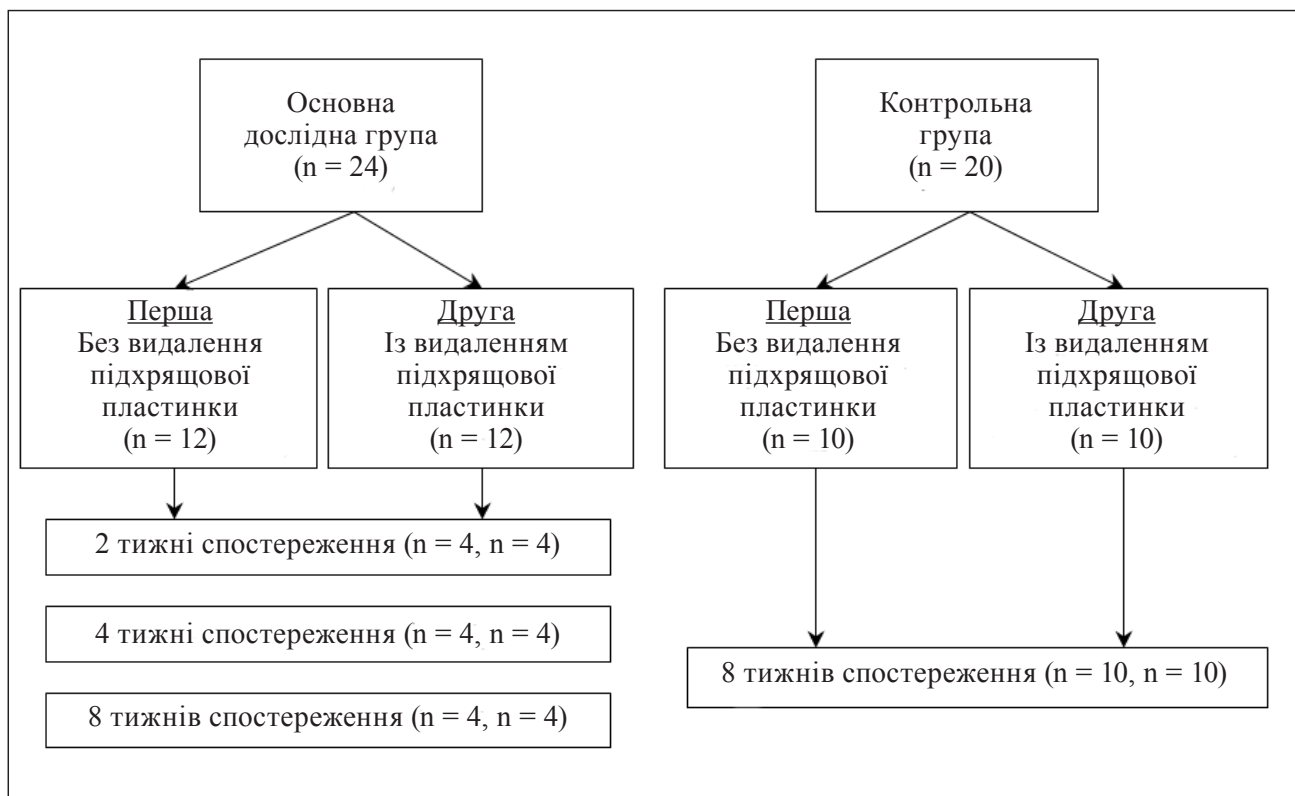 Основна
дослідна група
(n = 24)
Контрольна
група
(n = 20)
Перша
Без видалення
підхрящової
пластинки
(n = 12)
Друга
Із видаленням
підхрящової
пластинки
(n = 12)
Перша
Без видалення
підхрящової
пластинки
(n = 10)
Друга
Із видаленням
підхрящової
пластинки
(n = 10)
2 тижні спостереження (n = 4, n = 4)
4 тижні спостереження (n = 4, n = 4)
8 тижнів спостереження (n = 4, n = 4)
8 тижнів спостереження (n = 10, n = 10)